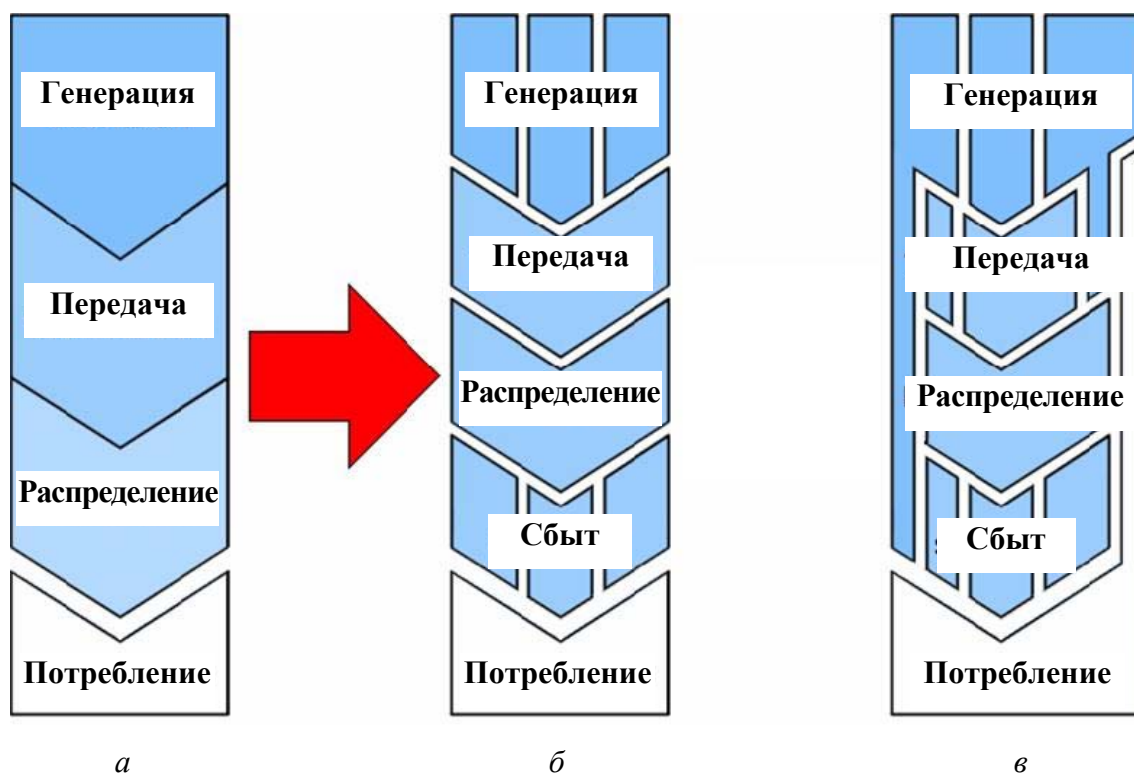 Генерация
Передача
Распределение
Потребление
а
Генерация
Передача
Распределение
Сбыт
Потребление
б
Генерация
Передача
Распределение
Сбыт
Потребление
в